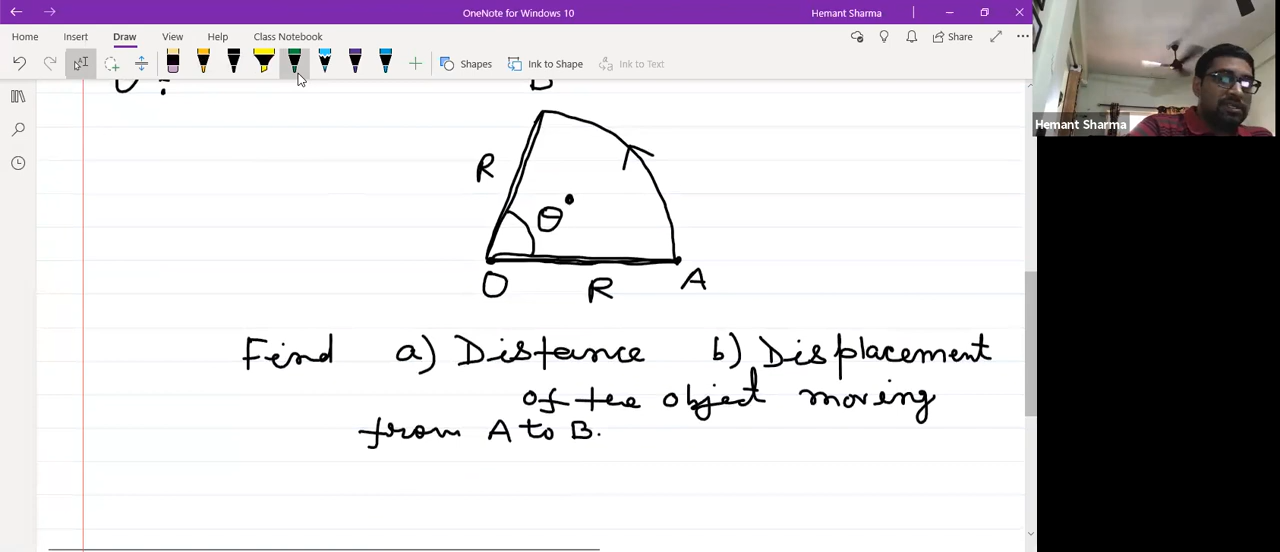 OneNote for Windows 10
Hemant Sharma
Home Insert Draw View Help Class Notebook
Share
Shapes Ink to Shape Ink to Text
Hemant Sharma
B
R
θ°
O R A
Find a) Distance b) Displacement
of the object moving
from A to B.